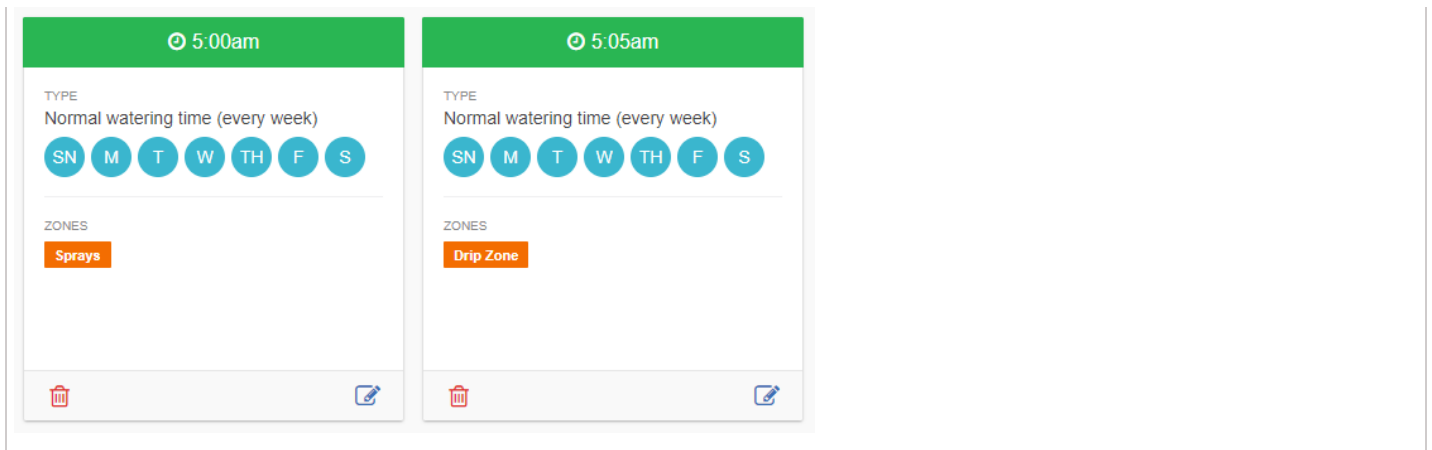 5:00am
TYPE
Normal watering time (every week)
SN M T W TH F S
ZONES
Sprays
5:05am
TYPE
Normal watering time (every week)
SN M T W TH F S
ZONES
Drip Zone